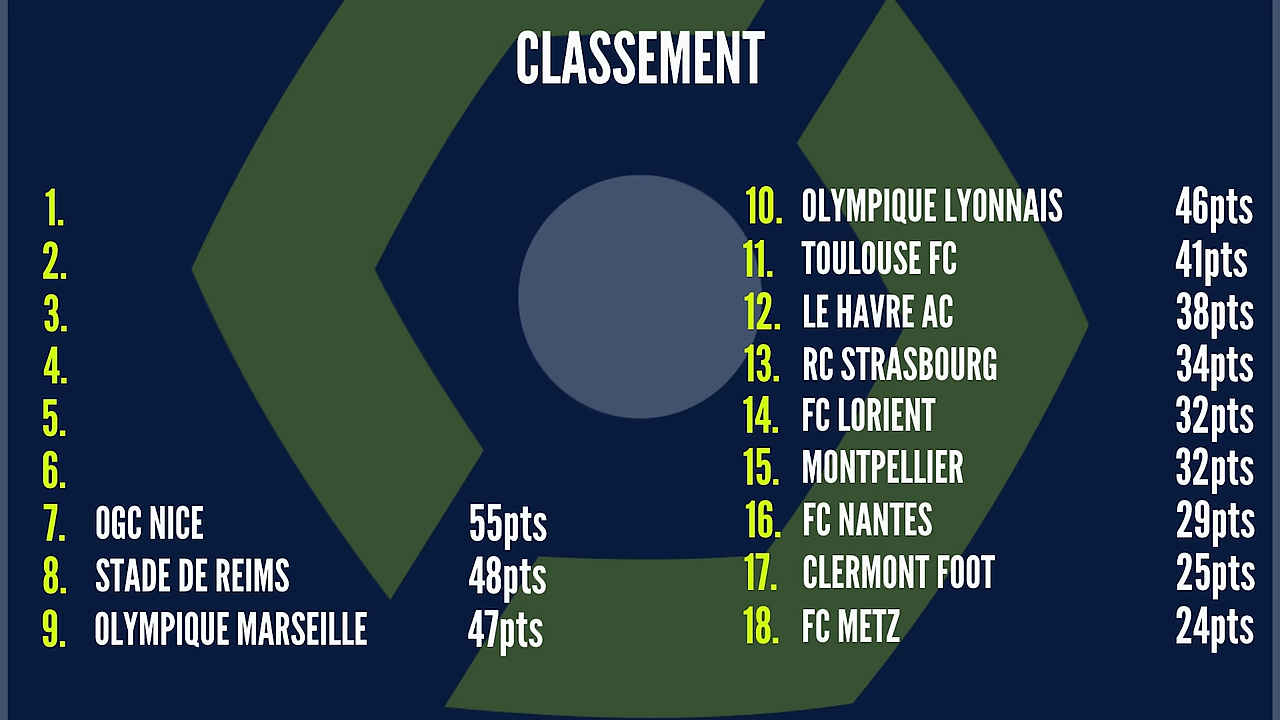 CLASSEMENT
1.
2.
3.
4.
5.
6.
7. OGC NICE 55pts
8. STADE DE REIMS 48pts
9. OLYMPIQUE MARSEILLE 47pts
10. OLYMPIQUE LYONNAIS 46pts
11. TOULOUSE FC 41pts
12. LE HAVRE AC 38pts
13. RC STRASBOURG 34pts
14. FC LORIENT 32pts
15. MONTPELLIER 32pts
16. FC NANTES 29pts
17. CLERMONT FOOT 25pts
18. FC METZ 24pts